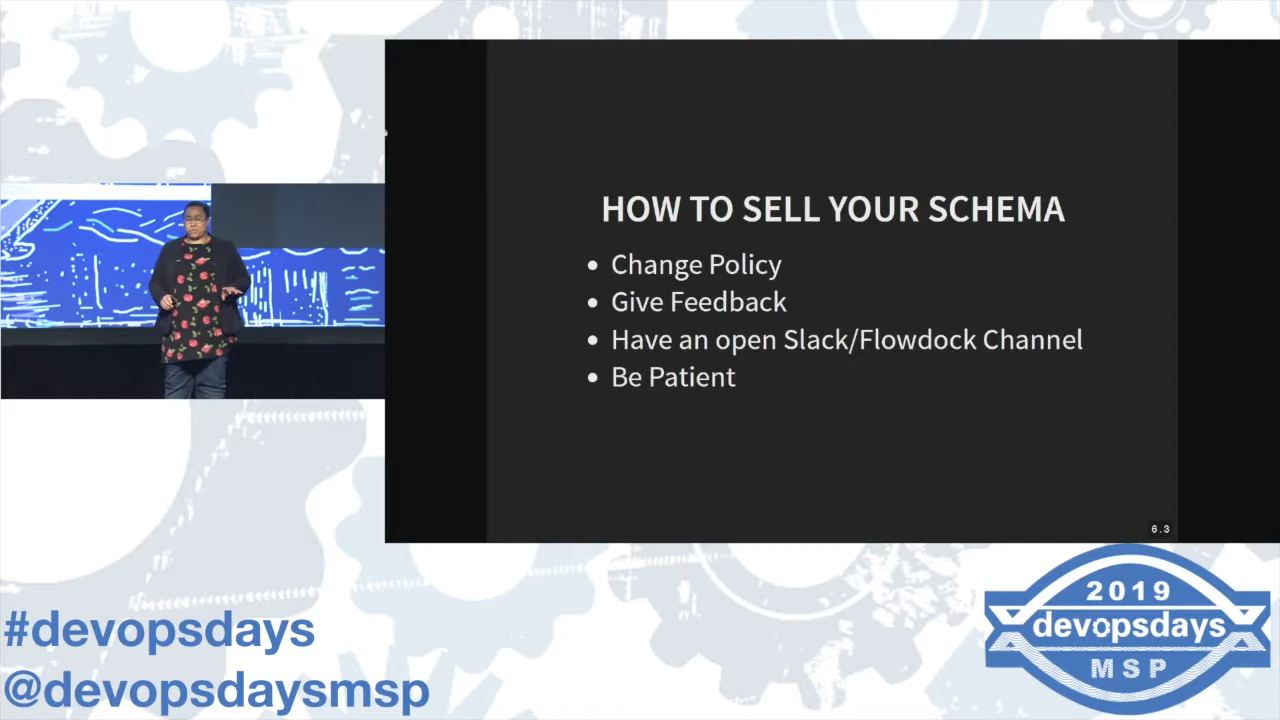 HOW TO SELL YOUR SCHEMA
Change Policy
Give Feedback
Have an open Slack/Flowdock Channel
Be Patient
6.3
#devopsdays
@devopsdaysmsp
2019
devopsdays
MSP